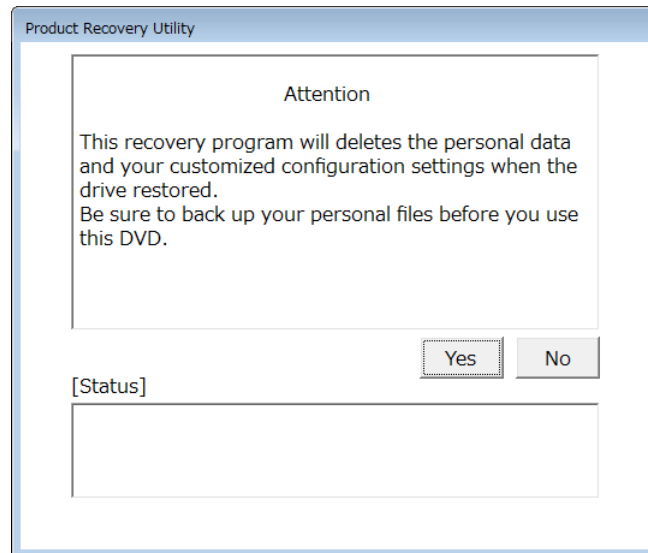 Product Recovery Utility
Attention
This recovery program will deletes the personal data
and your customized configuration settings when the
drive restored.
Be sure to back up your personal files before you use
this DVD.
Yes No
[Status]